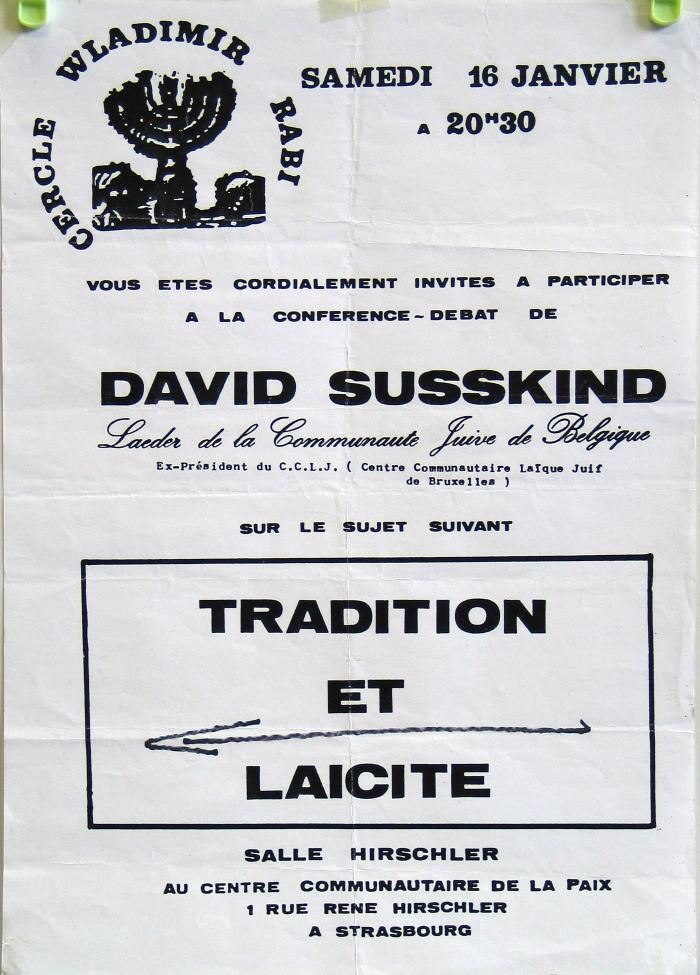 CERCLE WLADIMIR RABI
SAMEDI 16 JANVIER
A 20H30
VOUS ETES CORDIALEMENT INVITES A PARTICIPER
A LA CONFERENCE-DEBAT DE
DAVID SUSSKIND
Laeder de la Communauté Juive de Belgique
Ex-Président du C.C.L.J. ( Centre Communautaire Laïque Juif
de Bruxelles )
SUR LE SUJET SUIVANT
TRADITION
ET
LAICITE
SALLE HIRSCHLER
AU CENTRE COMMUNAUTAIRE DE LA PAIX
1 RUE RENE HIRSCHLER
A STRASBOURG